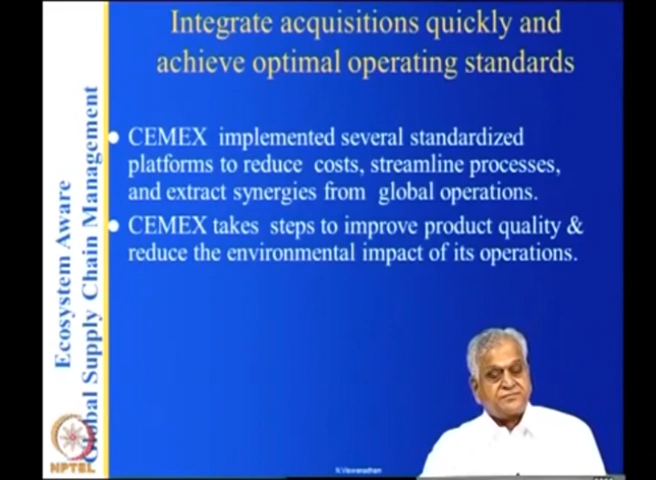 Integrate acquisitions quickly and
achieve optimal operating standards
CEMEX implemented several standardized
platforms to reduce costs, streamline processes,
and extract synergies from global operations.
CEMEX takes steps to improve product quality &
reduce the environmental impact of its operations.
Ecosystem Aware
Global Supply Chain Management
NPTEL
N.Viswanadham